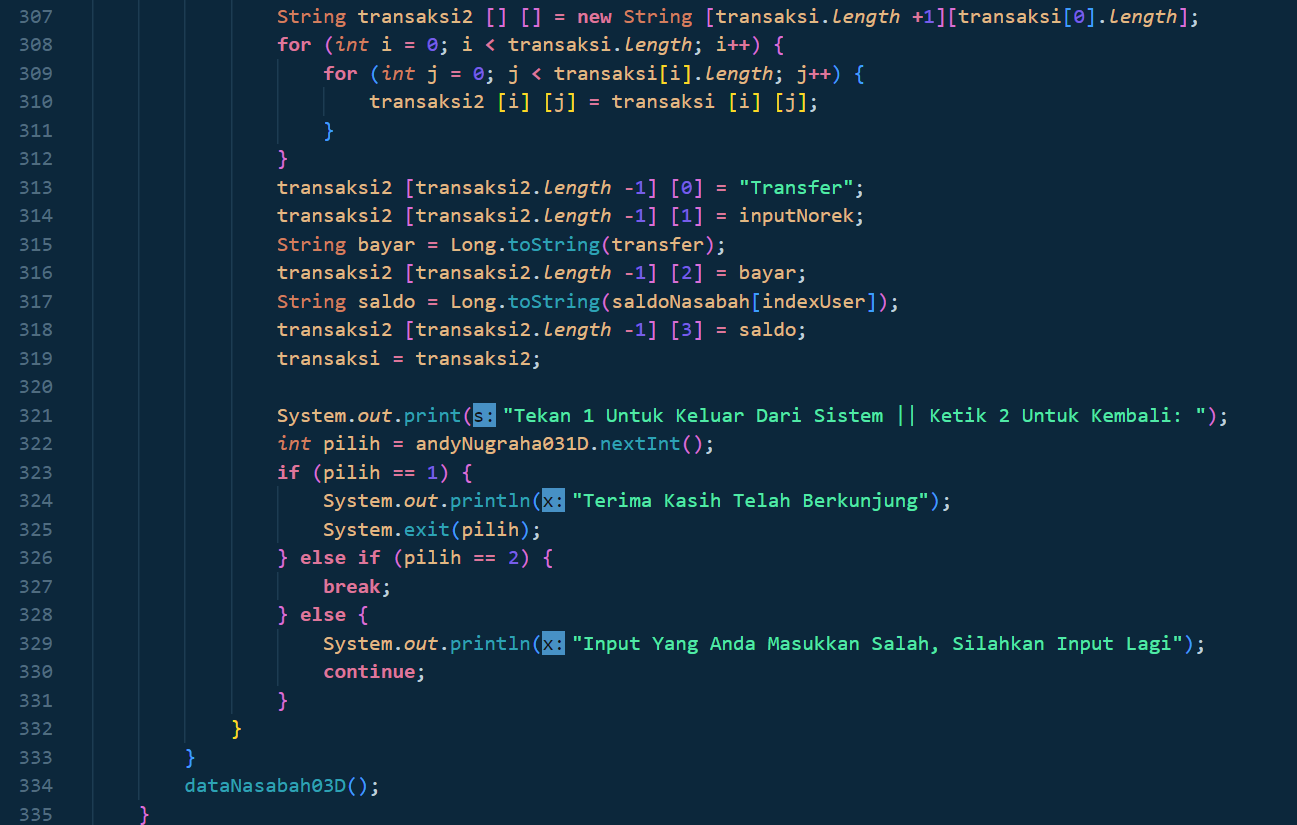 307 String transaksi2 [] [] = new String [transaksi.length +1][transaksi[0].length];
308 for (int i = 0; i < transaksi.length; i++) {
309 for (int j = 0; j < transaksi[i].length; j++) {
310 transaksi2 [i] [j] = transaksi [i] [j];
311 }
312 }
313 transaksi2 [transaksi2.length -1] [0] = "Transfer";
314 transaksi2 [transaksi2.length -1] [1] = inputNorek;
315 String bayar = Long.toString(transfer);
316 transaksi2 [transaksi2.length -1] [2] = bayar;
317 String saldo = Long.toString(saldoNasabah[indexUser]);
318 transaksi2 [transaksi2.length -1] [3] = saldo;
319 transaksi = transaksi2;
320
321 System.out.print(s: "Tekan 1 Untuk Keluar Dari Sistem || Ketik 2 Untuk Kembali: ");
322 int pilih = andyNugraha031D.nextInt();
323 if (pilih == 1) {
324 System.out.println(x: "Terima Kasih Telah Berkunjung");
325 System.exit(pilih);
326 } else if (pilih == 2) {
327 break;
328 } else {
329 System.out.println(x: "Input Yang Anda Masukkan Salah, Silahkan Input Lagi");
330 continue;
331 }
332 }
333 }
334 dataNasabah03D();
335 }